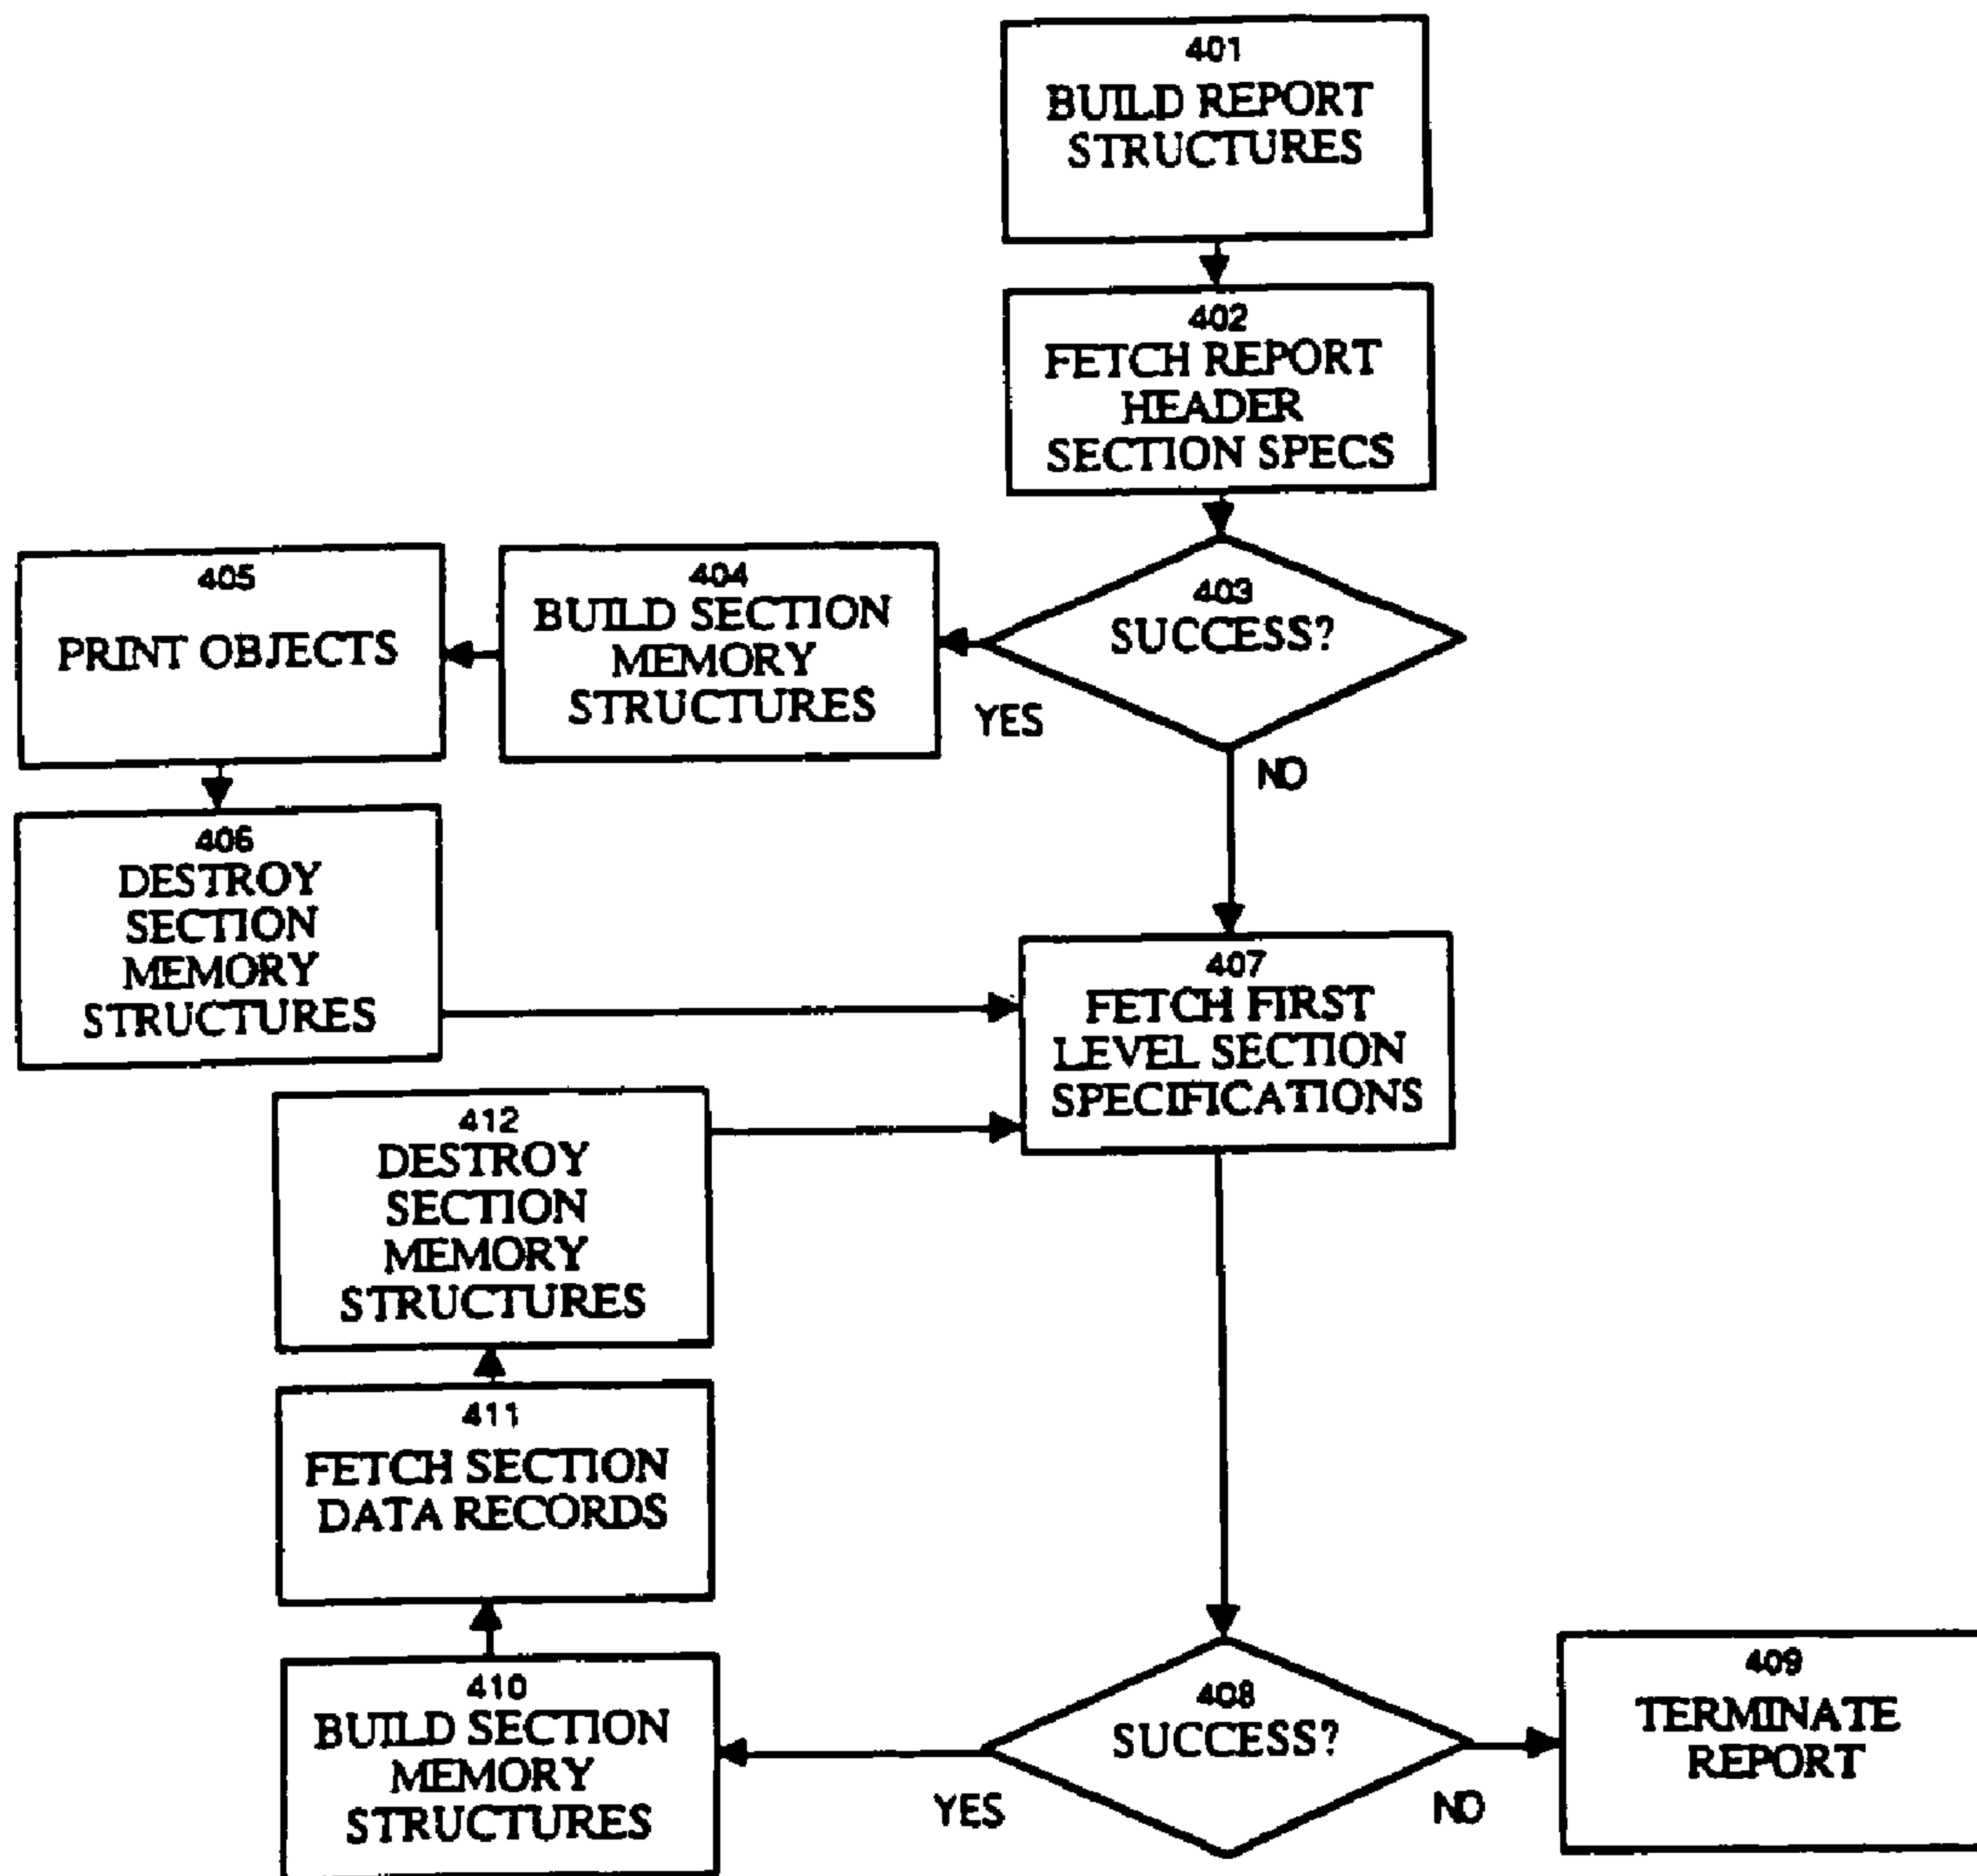 401
BUILD REPORT
STRUCTURES
402
FETCH REPORT
HEADER
SECTION SPECS
403
SUCCESS?
YES
NO
404
BUILD SECTION
MEMORY
STRUCTURES
405
PRINT OBJECTS
406
DESTROY
SECTION
MEMORY
STRUCTURES
407
FETCH FIRST
LEVEL SECTION
SPECIFICATIONS
408
SUCCESS?
YES
NO
409
TERMINATE
REPORT
410
BUILD SECTION
MEMORY
STRUCTURES
411
FETCH SECTION
DATA RECORDS
412
DESTROY
SECTION
MEMORY
STRUCTURES